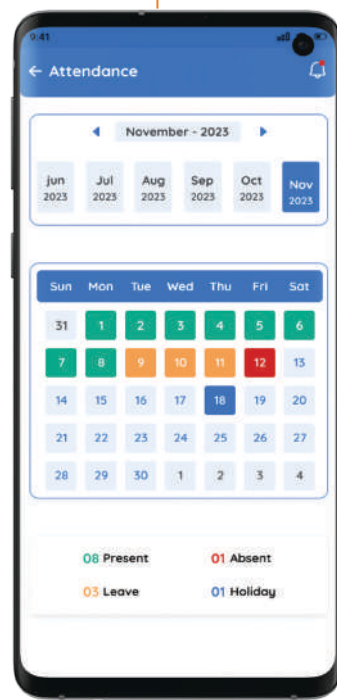 9:41
← Attendance
November - 2023
jun Jul Aug Sep Oct Nov
2023 2023 2023 2023 2023 2023
Sun Mon Tue Wed Thu Fri Sat
31 1 2 3 4 5 6
7 8 9 10 11 12 13
14 15 16 17 18 19 20
21 22 23 24 25 26 27
28 29 30 1 2 3 4
08 Present 01 Absent
03 Leave 01 Holiday